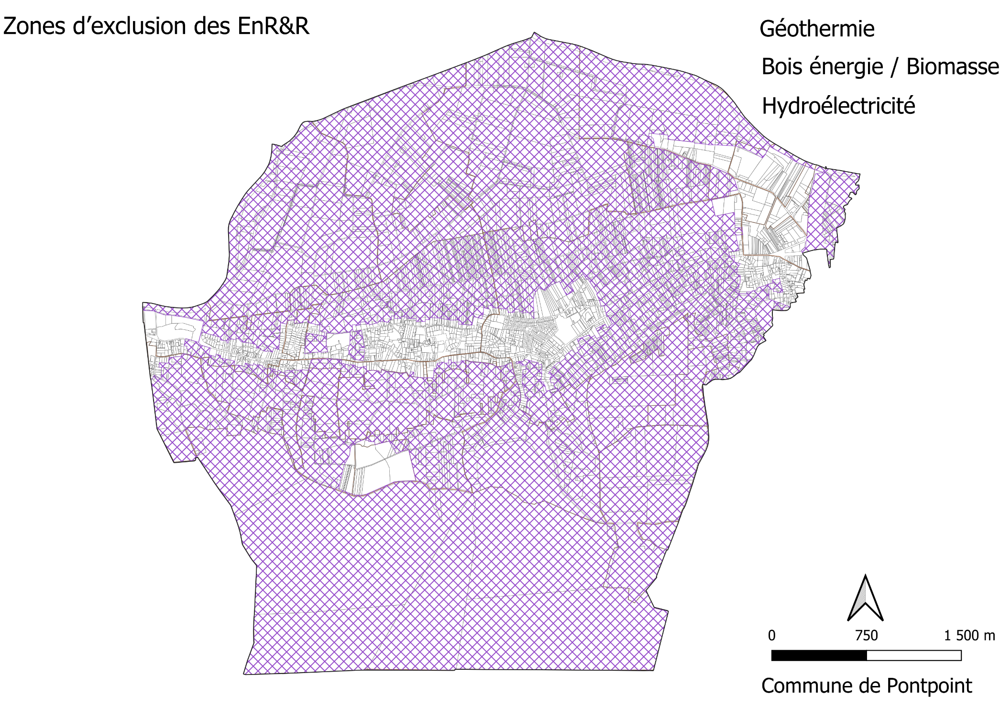 Zones d’exclusion des EnR&R
Géothermie
Bois énergie / Biomasse
Hydroélectricité
0 750 1 500 m
Commune de Pontpoint